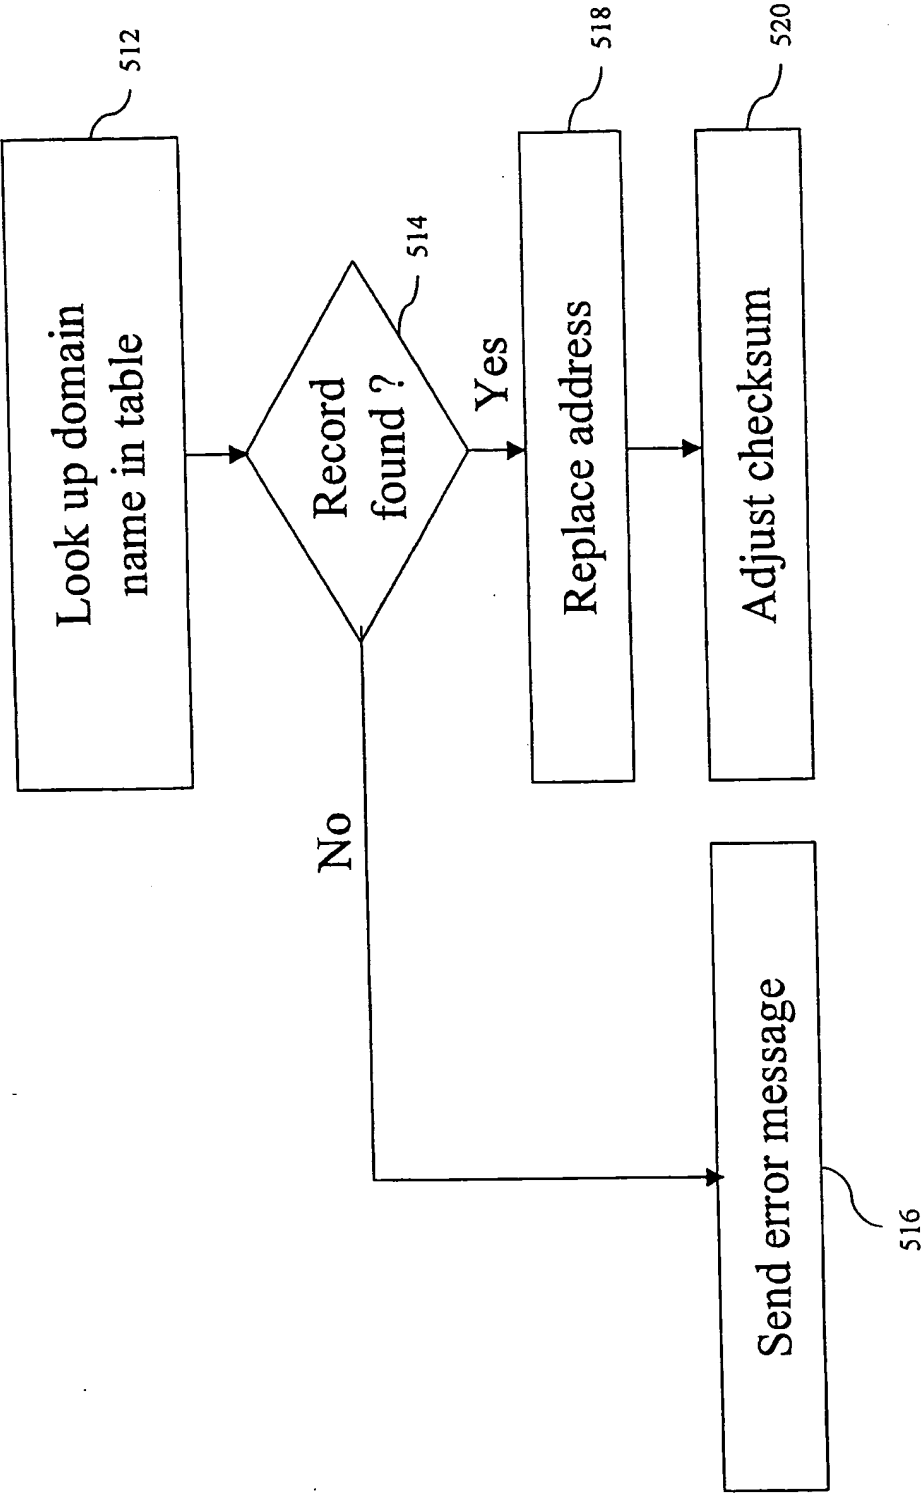 Look up domain
name in table
512
Record
found ?
514
No
Yes
Replace address
518
Adjust checksum
520
Send error message
516